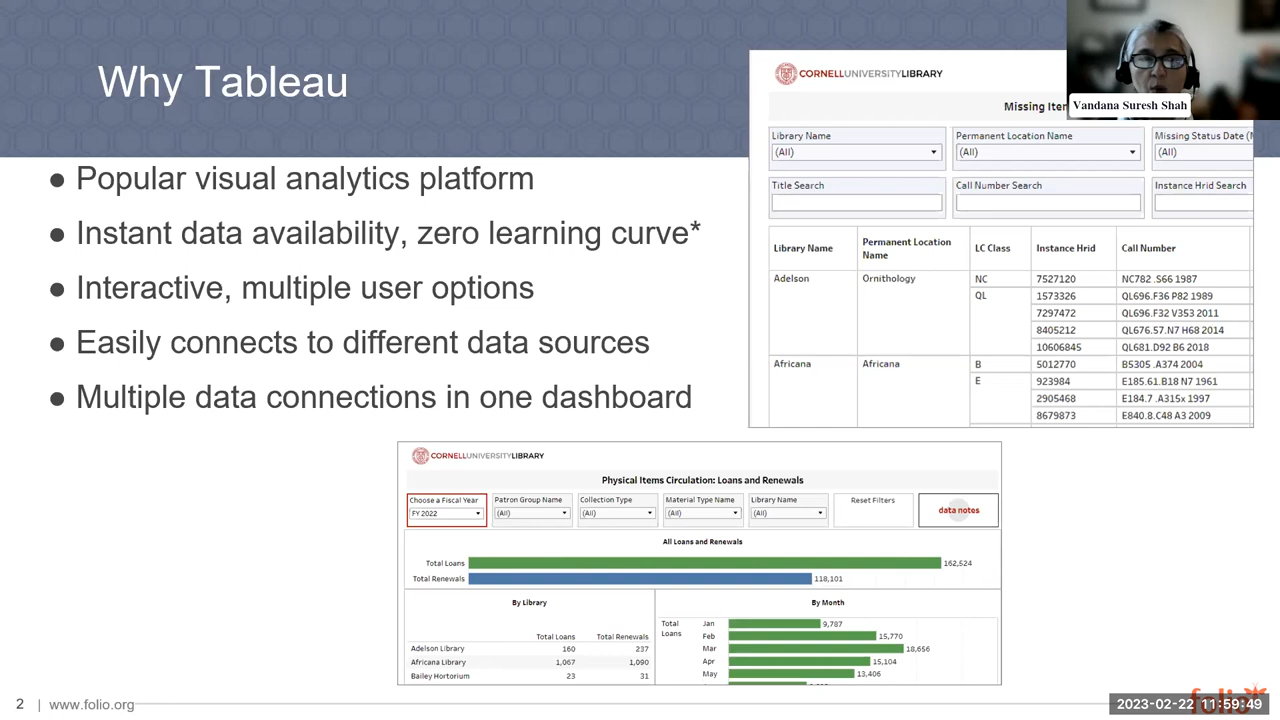 Why Tableau
● Popular visual analytics platform
● Instant data availability, zero learning curve*
● Interactive, multiple user options
● Easily connects to different data sources
● Multiple data connections in one dashboard
CORNELLUNIVERSITYLIBRARY
Vandana Suresh Shah
Missing
Library Name
(All)
Permanent Location Name
(All)
Missing Status Date
(All)
Title Search
Call Number Search
Instance Hrid Search
Library Name Permanent Location Name LC Class Instance Hrid Call Number
Adelson Ornithology NC 7527120 NC782 .S66 1987
QL 1573326 QL696.F36 P82 1989
7297472 QL696.F32 V353 2011
8405212 QL676.57.N7 H68 2014
10606845 QL681.D92 B6 2018
Africana Africana B 5012770 B5305 .A374 2004
E 923984 E185.61.B18 N7 1961
2905468 E184.7 .A315x 1997
8679873 E840.8.C48 A3 2009
CORNELLUNIVERSITYLIBRARY
Physical Items Circulation: Loans and Renewals
Choose a Fiscal Year
FY 2022
Patron Group Name
(All)
Collection Type
(All)
Material Type Name
(All)
Library Name
(All)
Reset Filters
data notes
All Loans and Renewals
Total Loans 162,524
Total Renewals 118,101
By Library
Total Loans Total Renewals
Adelson Library 160 237
Africana Library 1,067 1,090
Bailey Hortorium 23 31
By Month
Total Loans
Jan 9,787
Feb 15,770
Mar 18,656
Apr 15,104
May 13,406
2 | www.folio.org
folio
2023-02-22 11:59:49